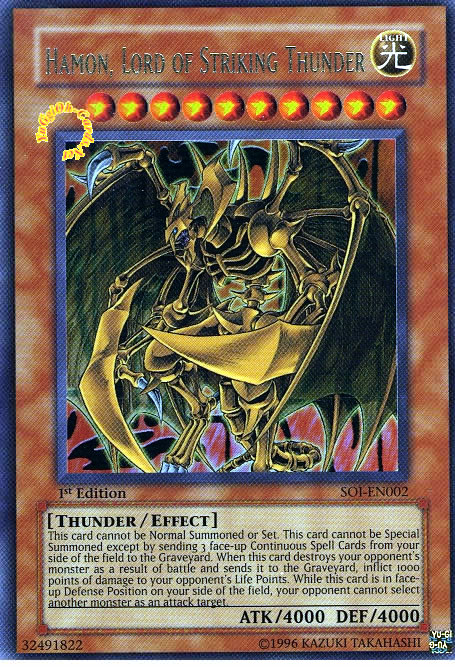 HAMON, LORD OF STRIKING THUNDER
LIGHT
光
1st Edition
SOI-EN002
[THUNDER / EFFECT]
This card cannot be Normal Summoned or Set. This card cannot be Special
Summoned except by sending 3 face-up Continuous Spell Cards from your
side of the field to the Graveyard. When this card destroys your opponent's
monster as a result of battle and sends it to the Graveyard, inflict 1000
points of damage to your opponent's Life Points. While this card is in face-
up Defense Position on your side of the field, your opponent cannot select
another monster as an attack target.
ATK/4000 DEF/4000
32491822
©1996 KAZUKI TAKAHASHI